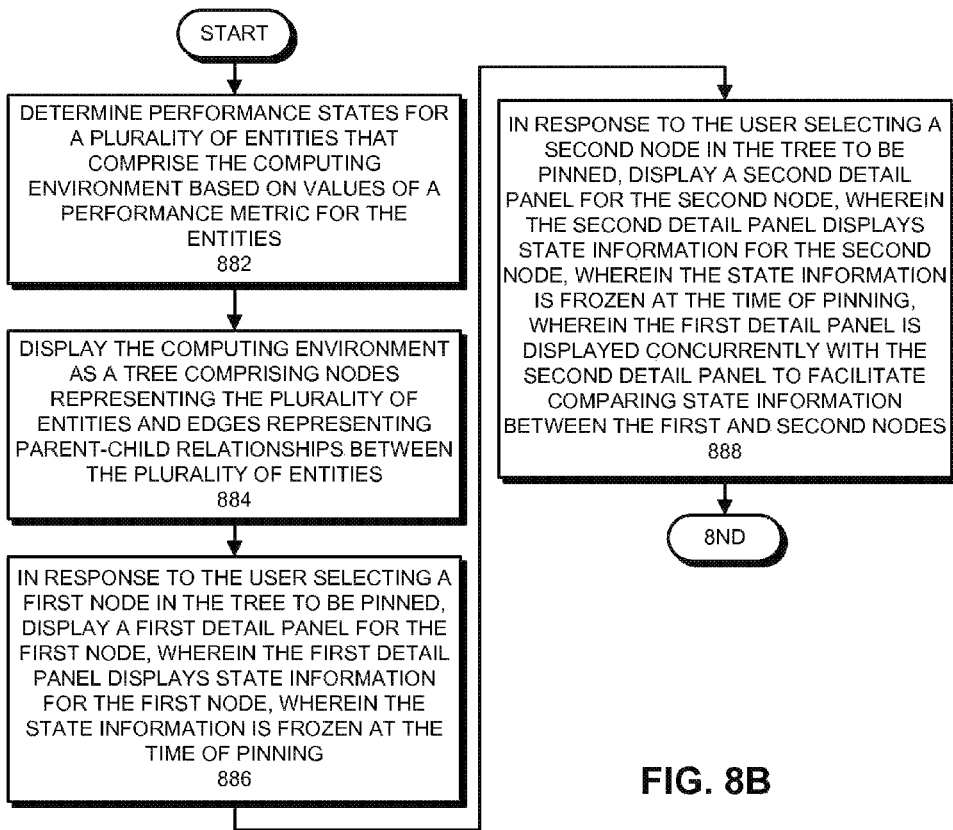 START
DETERMINE PERFORMANCE STATES FOR
A PLURALITY OF ENTITIES THAT
COMPRISE THE COMPUTING
ENVIRONMENT BASED ON VALUES OF A
PERFORMANCE METRIC FOR THE
ENTITIES
882
DISPLAY THE COMPUTING ENVIRONMENT
AS A TREE COMPRISING NODES
REPRESENTING THE PLURALITY OF
ENTITIES AND EDGES REPRESENTING
PARENT-CHILD RELATIONSHIPS BETWEEN
THE PLURALITY OF ENTITIES
884
IN RESPONSE TO THE USER SELECTING A
FIRST NODE IN THE TREE TO BE PINNED,
DISPLAY A FIRST DETAIL PANEL FOR THE
FIRST NODE, WHEREIN THE FIRST DETAIL
PANEL DISPLAYS STATE INFORMATION
FOR THE FIRST NODE, WHEREIN THE
STATE INFORMATION IS FROZEN AT THE
TIME OF PINNING
886
IN RESPONSE TO THE USER SELECTING A
SECOND NODE IN THE TREE TO BE
PINNED, DISPLAY A SECOND DETAIL
PANEL FOR THE SECOND NODE, WHEREIN
THE SECOND DETAIL PANEL DISPLAYS
STATE INFORMATION FOR THE SECOND
NODE, WHEREIN THE STATE INFORMATION
IS FROZEN AT THE TIME OF PINNING,
WHEREIN THE FIRST DETAIL PANEL IS
DISPLAYED CONCURRENTLY WITH THE
SECOND DETAIL PANEL TO FACILITATE
COMPARING STATE INFORMATION
BETWEEN THE FIRST AND SECOND NODES
888
8ND
FIG. 8B